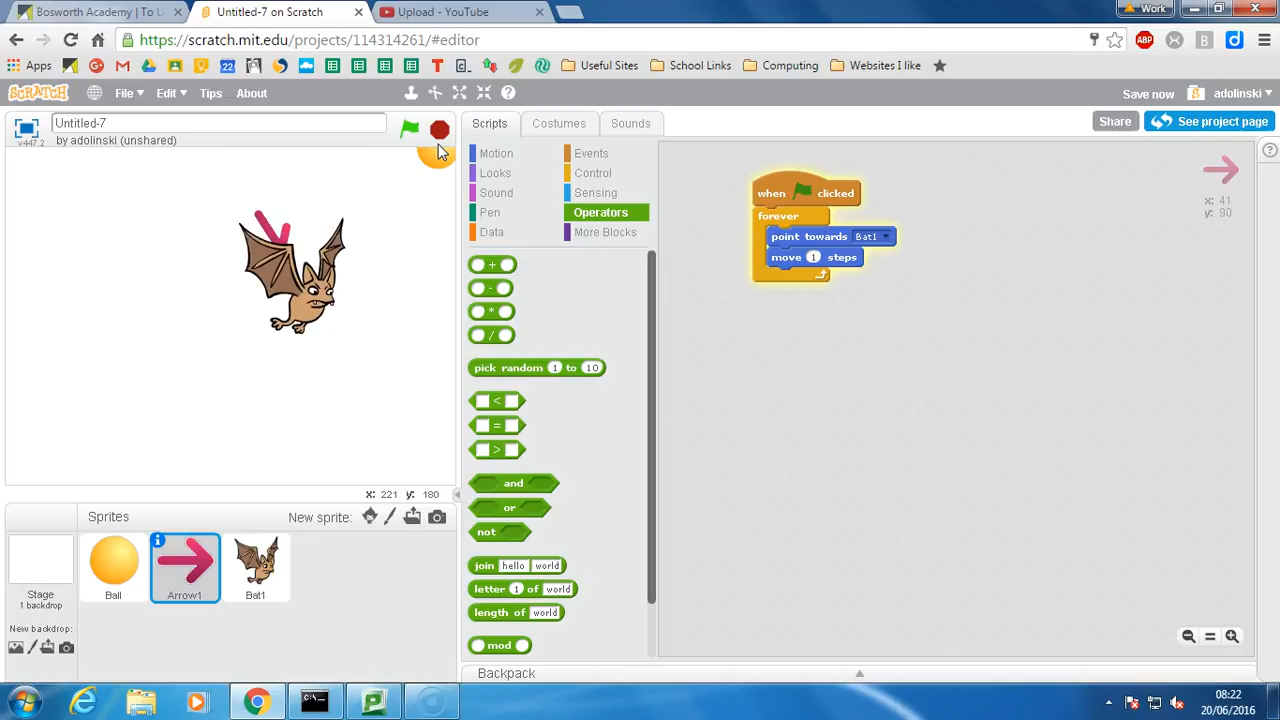 Bosworth Academy | To L
Untitled-7 on Scratch
Upload - YouTube
Work
https://scratch.mit.edu/projects/114314261/#editor
ABP
B
d
Apps
22
T
Useful Sites
School Links
Computing
Websites I like
SCRATCH
File
Edit
Tips
About
Save now
adolinski
Untitled-7
by adolinski (unshared)
v447.2
Scripts
Costumes
Sounds
Share
See project page
Motion
Events
Looks
Control
Sound
Sensing
Pen
Operators
Data
More Blocks
+
-
*
/
pick random 1 to 10
<
=
>
and
or
not
join hello world
letter 1 of world
length of world
mod
when clicked
forever
point towards Bat1
move 1 steps
x: 41
y: 90
x: 221 y: 180
Sprites
New sprite:
Stage
1 backdrop
New backdrop:
Ball
Arrow1
Bat1
Backpack
08:22
20/06/2016